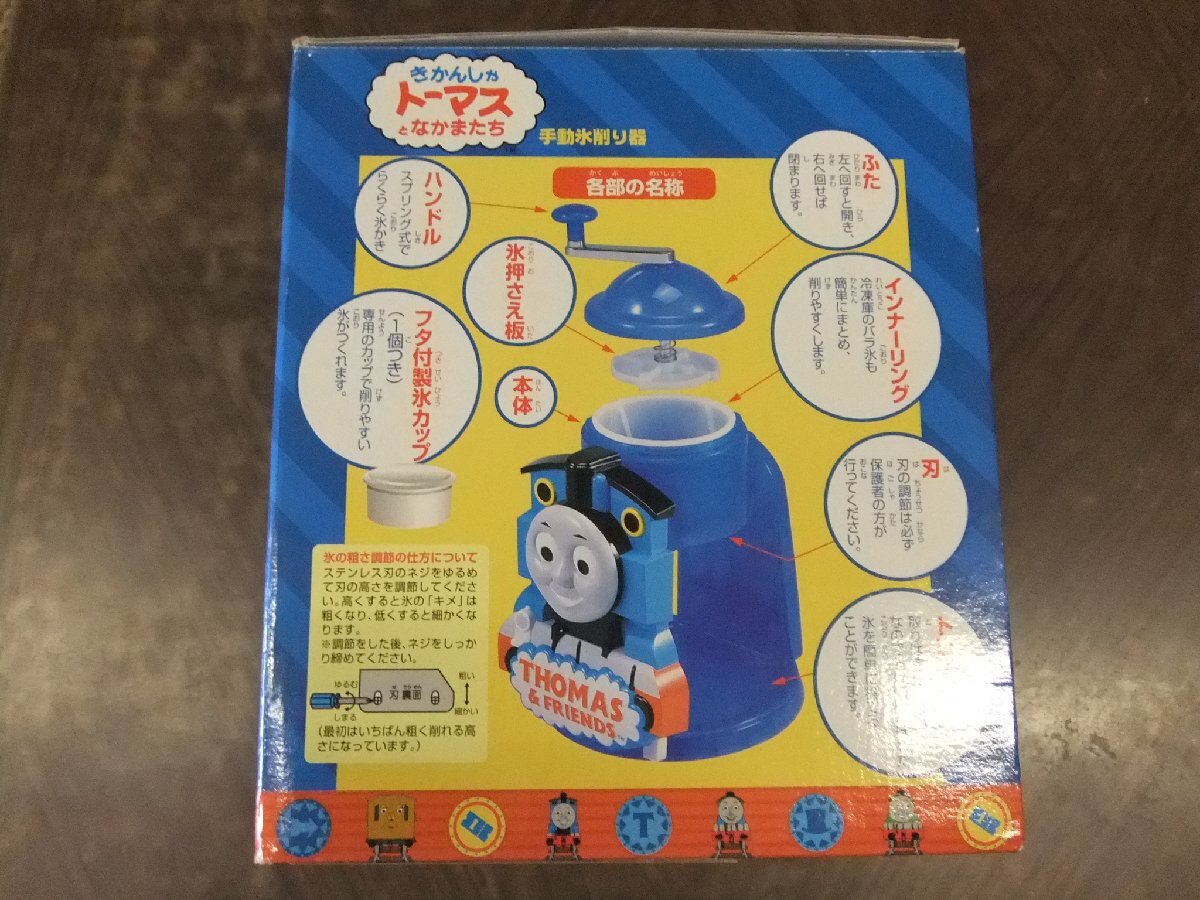 きかんしゃ
トーマス
となかまたち
手動氷削り器
各部の名称
かくぶ めいしょう
ハンドル
スプリング式で
らくらく氷かき
氷押さえ板
フタ付製氷カップ
(1個つき)
専用のカップで削りやすい
氷がつくれます。
本体
ふた
左へ回すと開き、
右へ回せば
閉まります。
インナーリング
冷凍庫のバラ氷も
簡単にまとめ、
削りやすくします。
刃
刃の調節は必ず
保護者の方が
行ってください。
氷を簡単に
ことができます。
氷の粗さ調節の仕方について
ステンレス刃のネジをゆるめ
て刃の高さを調節してくださ
い。高くすると氷の「キメ」は
粗くなり、低くすると細かくな
ります。
※調節をした後、ネジをしっか
り締めてください。
ゆるむ
しまる
刃裏面
粗い
細かい
(最初はいちばん粗く削れる高
さになっています。)
THOMAS
& FRIENDS
T